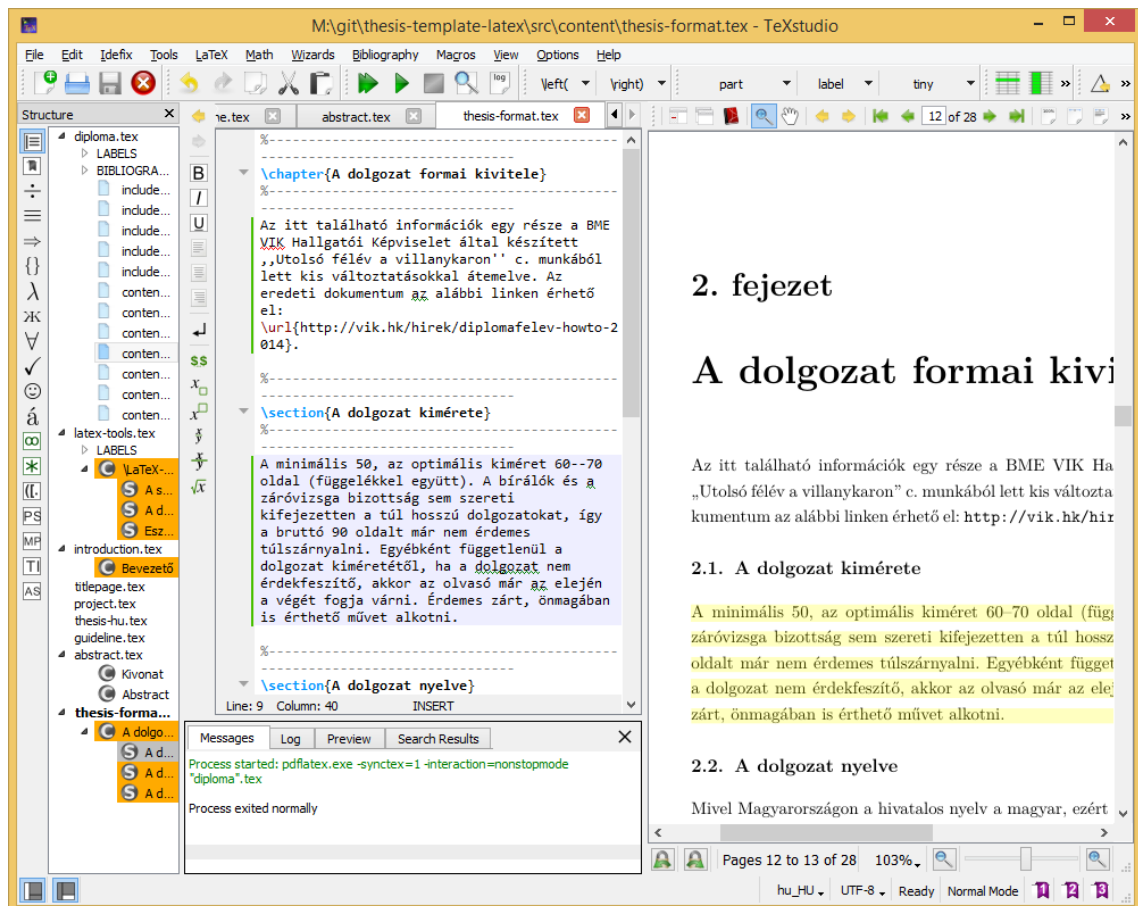 M:\git\thesis-template-latex\src\content\thesis-format.tex - TeXstudio
File Edit Idefix Tools LaTeX Math Wizards Bibliography Macros View Options Help
log \left( \right) part label tiny
Structure
diploma.tex
LABELS
BIBLIOGRA...
include...
include...
include...
include...
include...
conten...
conten...
conten...
conten...
conten...
conten...
conten...
latex-tools.tex
LABELS
\LaTeX-...
A s...
A d...
Esz...
introduction.tex
Bevezető
titlepage.tex
project.tex
thesis-hu.tex
guideline.tex
abstract.tex
Kivonat
Abstract
thesis-forma...
A dolgo...
A d...
A d...
A d...
ne.tex abstract.tex thesis-format.tex
%--------------------------------------------
--------------------------------
\chapter{A dolgozat formai kivitele}
%--------------------------------------------
--------------------------------
Az itt található információk egy része a BME
VIK Hallgatói Képviselet által készített
,,Utolsó félév a villanykaron'' c. munkából
lett kis változtatásokkal átemelve. Az
eredeti dokumentum az alábbi linken érhető
el:
\url{http://vik.hk/hirek/diplomafelev-howto-2
014}.
%--------------------------------------------
--------------------------------
\section{A dolgozat kimérete}
%--------------------------------------------
--------------------------------
A minimális 50, az optimális kiméret 60--70
oldal (függelékkel együtt). A bírálók és a
záróvizsga bizottság sem szereti
kifejezetten a túl hosszú dolgozatokat, így
a bruttó 90 oldalt már nem érdemes
túlszárnyalni. Egyébként függetlenül a
dolgozat kiméretétől, ha a dolgozat nem
érdekfeszítő, akkor az olvasó már az elején
a végét fogja várni. Érdemes zárt, önmagában
is érthető művet alkotni.
%--------------------------------------------
--------------------------------
\section{A dolgozat nyelve}
Line: 9 Column: 40 INSERT
Messages Log Preview Search Results
Process started: pdflatex.exe -synctex=1 -interaction=nonstopmode
"diploma".tex
Process exited normally
12 of 28
2. fejezet
A dolgozat formai kivi
Az itt található információk egy része a BME VIK Ha
„Utolsó félév a villanykaron” c. munkából lett kis változta
kumentum az alábbi linken érhető el: http://vik.hk/hir
2.1. A dolgozat kimérete
A minimális 50, az optimális kiméret 60–70 oldal (függ
záróvizsga bizottság sem szereti kifejezetten a túl hossz
oldalt már nem érdemes túlszárnyalni. Egyébként függet
a dolgozat nem érdekfeszítő, akkor az olvasó már az elej
zárt, önmagában is érthető művet alkotni.
2.2. A dolgozat nyelve
Mivel Magyarországon a hivatalos nyelv a magyar, ezért
Pages 12 to 13 of 28 103%
hu_HU UTF-8 Ready Normal Mode 1 2 3